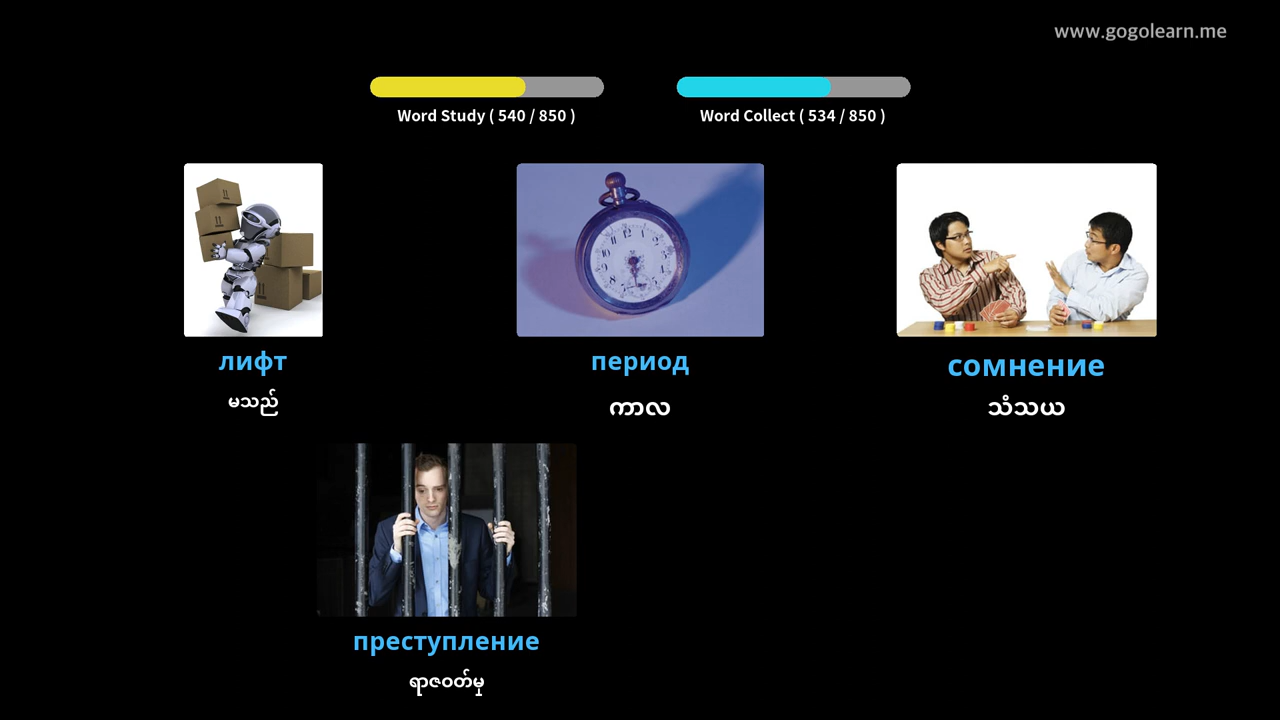 www.gogolearn.me
Word Study ( 540 / 850 )
Word Collect ( 534 / 850 )
лифт
မသည်
период
ကာလ
сомнение
သံသယ
преступление
ရာဇဝတ်မှ